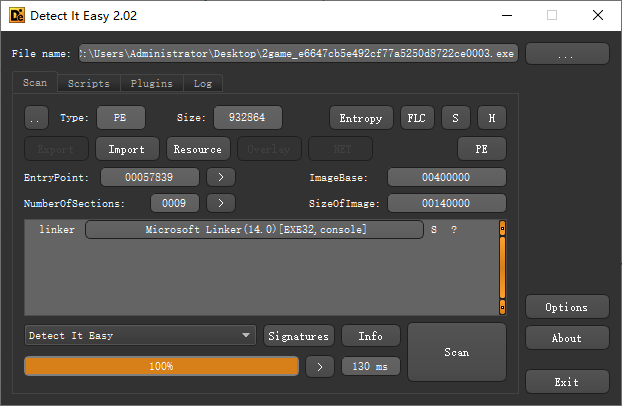 Detect It Easy 2.02
File name: C:\Users\Administrator\Desktop\2game_e6647cb5e492cf77a5250d8722ce0003.exe ...
Scan Scripts Plugins Log
.. Type: PE Size: 932864 Entropy FLC S H
Export Import Resource Overlay .NET PE
EntryPoint: 00057839 > ImageBase: 00400000
NumberOfSections: 0009 > SizeOfImage: 00140000
linker Microsoft Linker(14.0)[EXE32,console] S ?
Options
Detect It Easy Signatures Info Scan About
100% > 130 ms
Exit